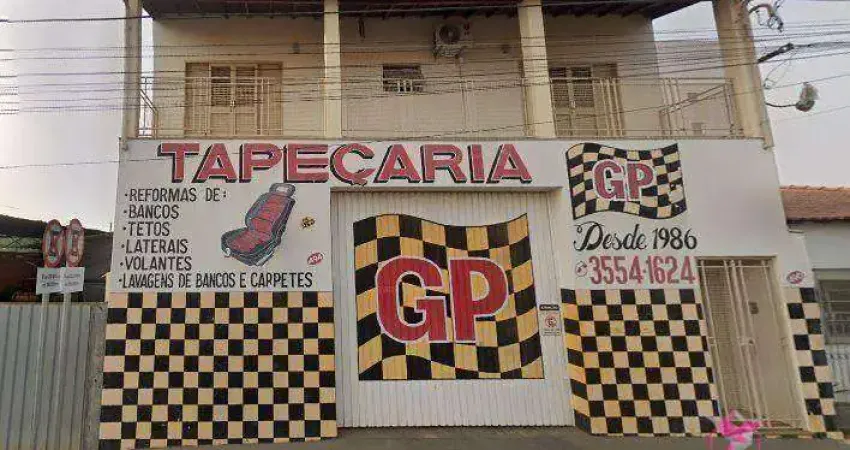 TAPEÇARIA
• REFORMAS DE:
• BANCOS
• TETOS
• LATERAIS
• VOLANTES
• LAVAGENS DE BANCOS E CARPETES
GP
GP
Desde 1986
3554-1624